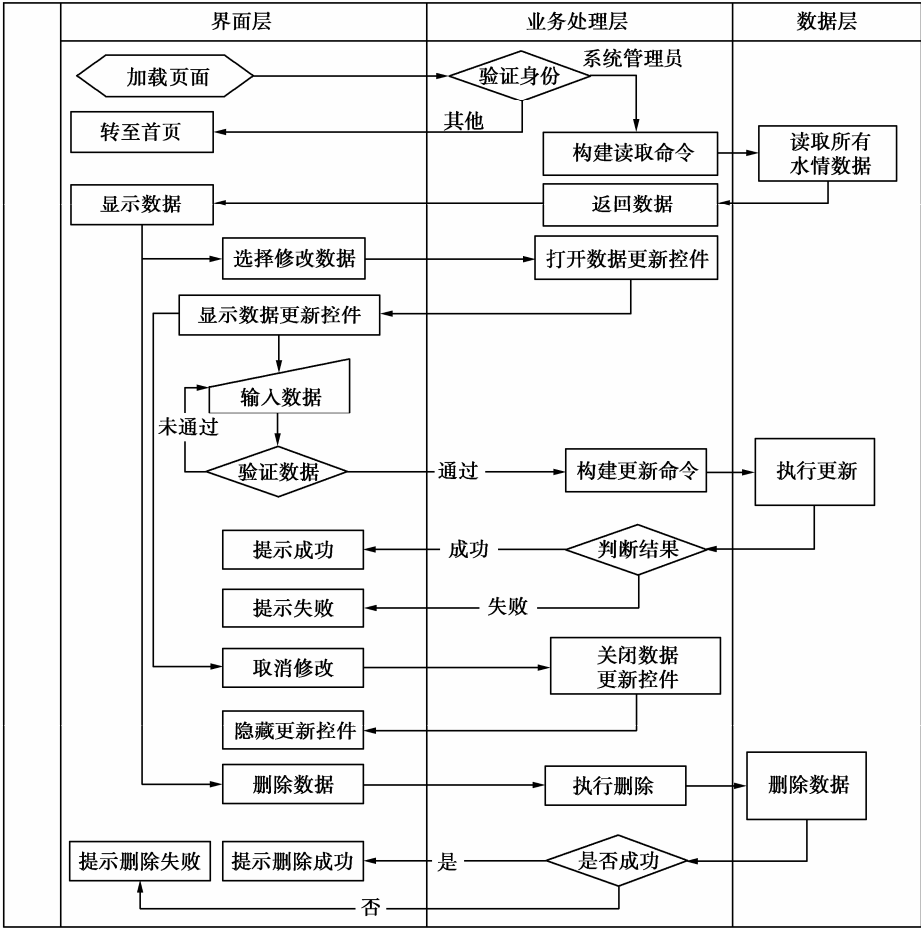 界面层
业务处理层
数据层
加载页面
验证身份
系统管理员
其他
转至首页
构建读取命令
读取所有
水情数据
显示数据
返回数据
选择修改数据
打开数据更新控件
显示数据更新控件
输入数据
未通过
验证数据
通过
构建更新命令
执行更新
提示成功
成功
判断结果
提示失败
失败
取消修改
关闭数据
更新控件
隐藏更新控件
删除数据
执行删除
删除数据
提示删除失败
提示删除成功
是
是否成功
否